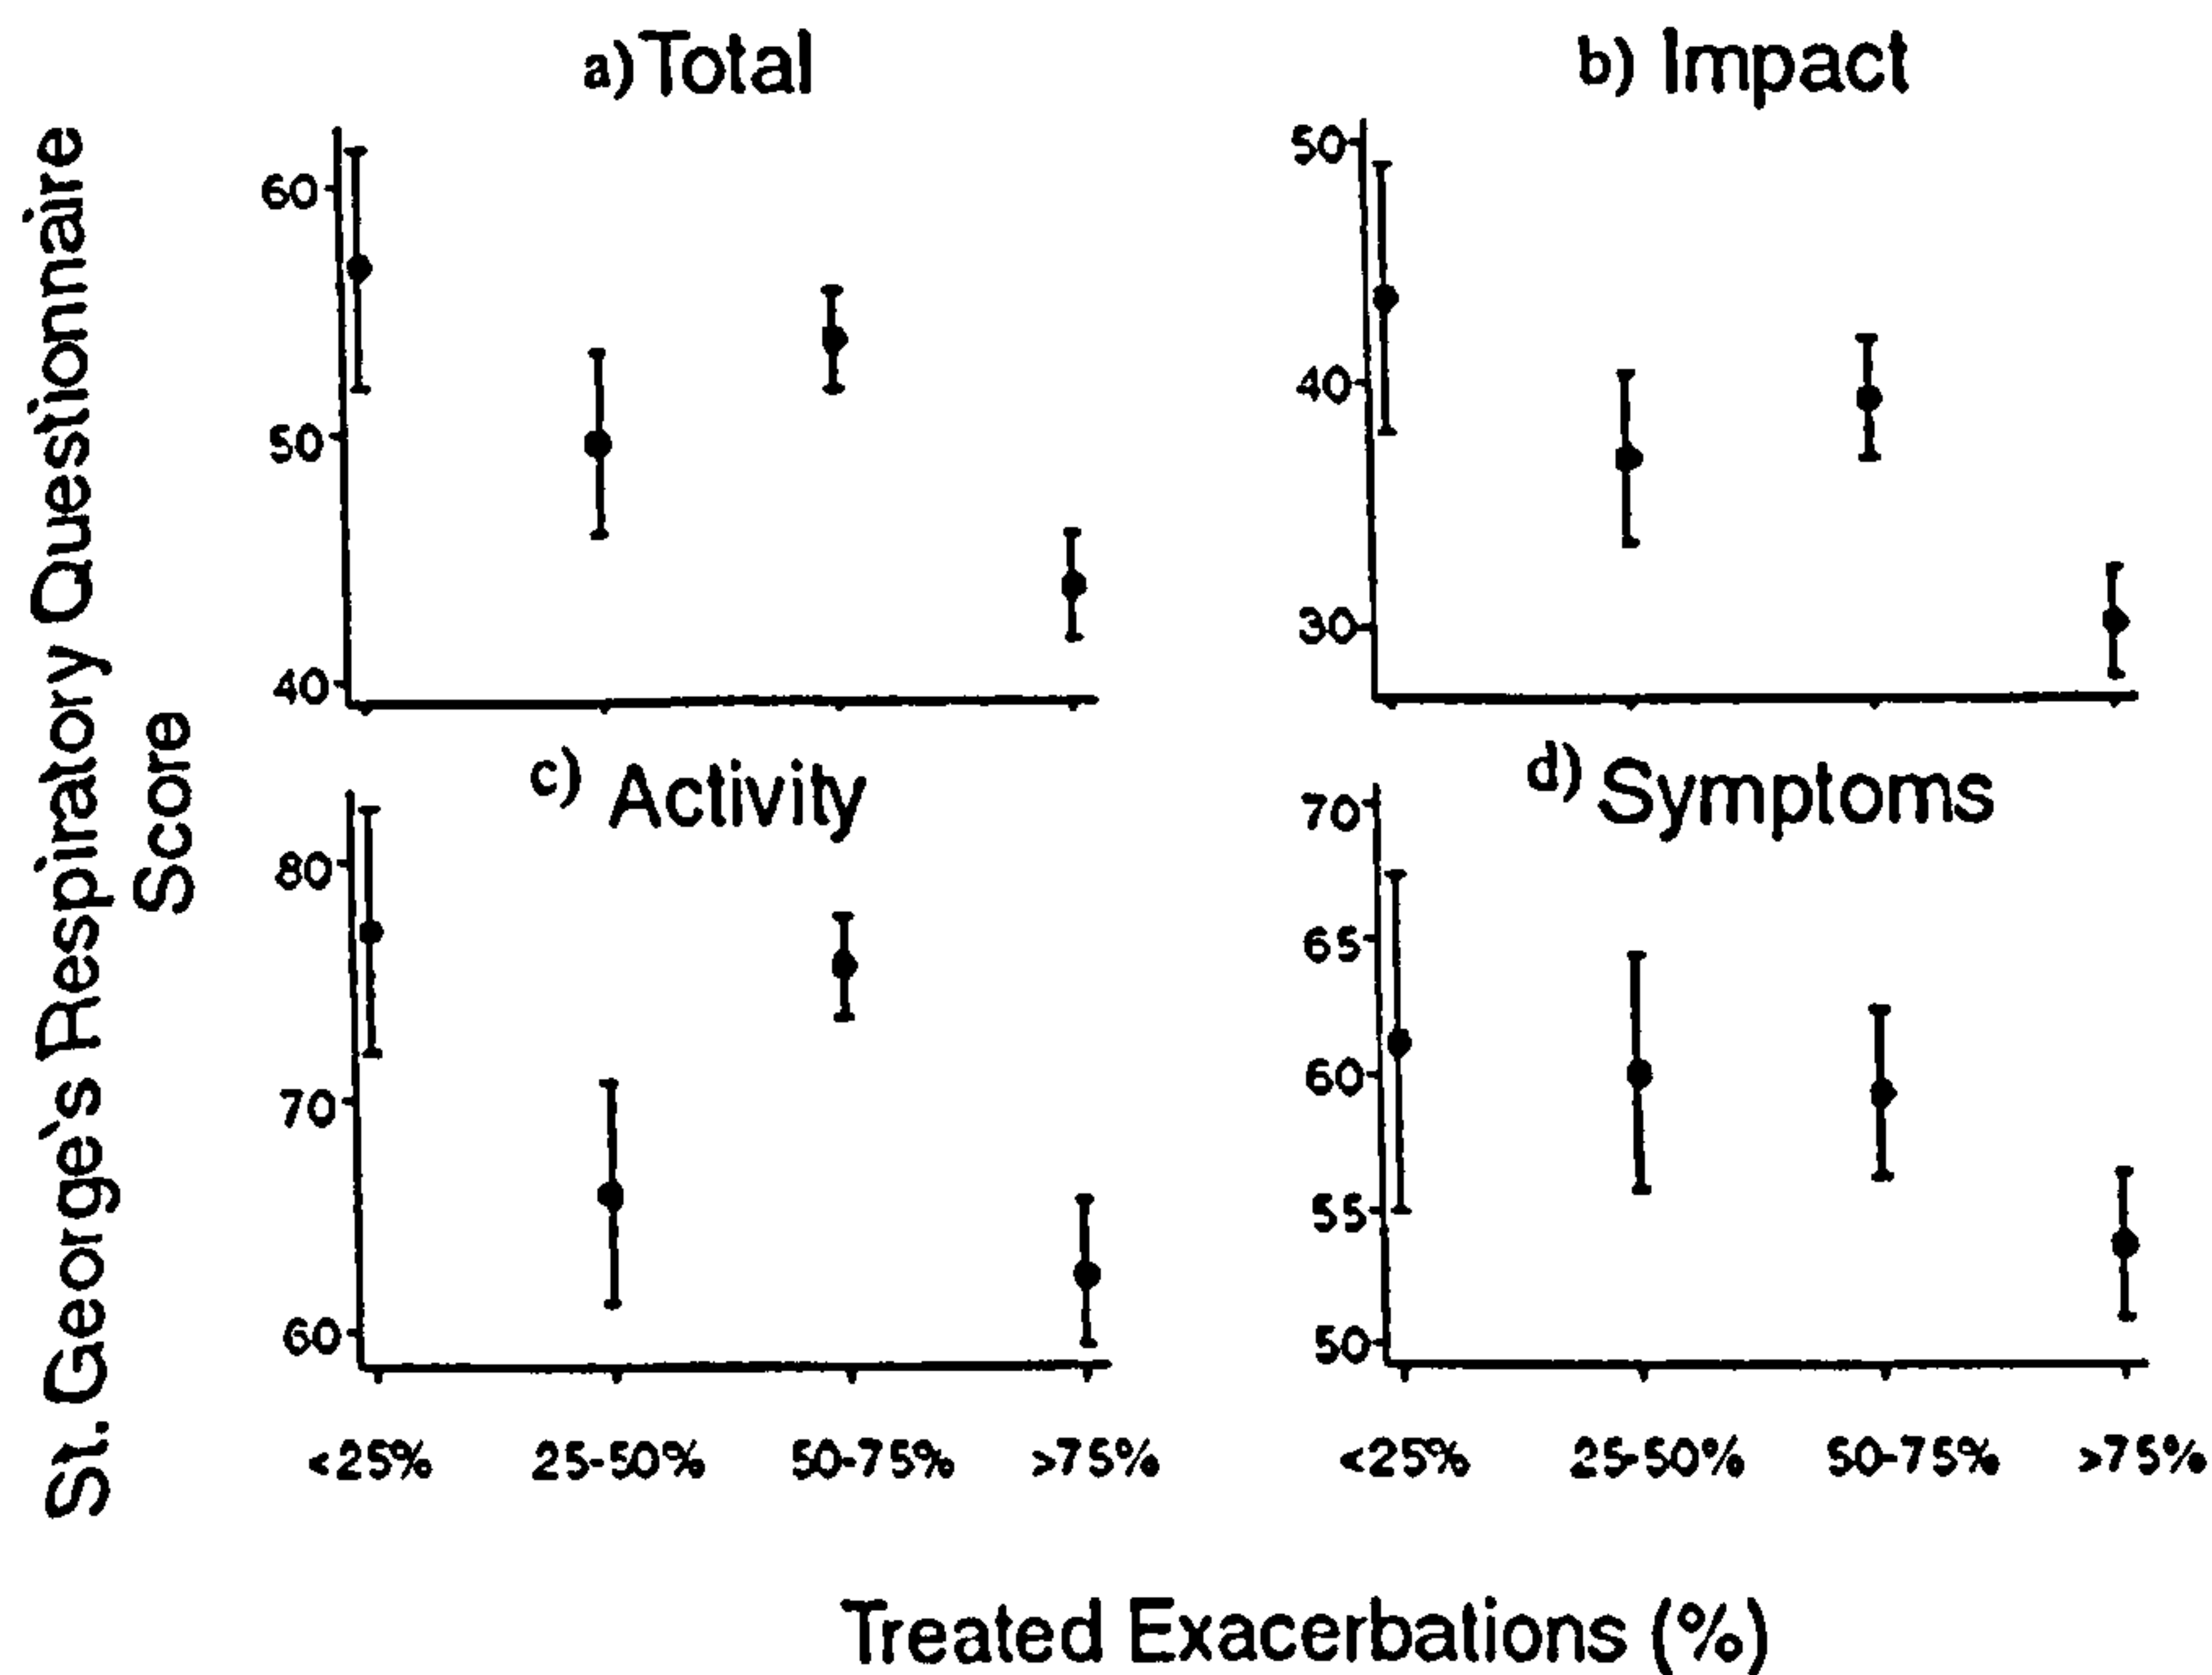 St. George's Respiratory Questionnaire
Score
a) Total
60
50
40
b) Impact
50
40
30
c) Activity
80
70
60
d) Symptoms
70
65
60
55
50
<25% 25-50% 50-75% >75%
<25% 25-50% 50-75% >75%
Treated Exacerbations (%)